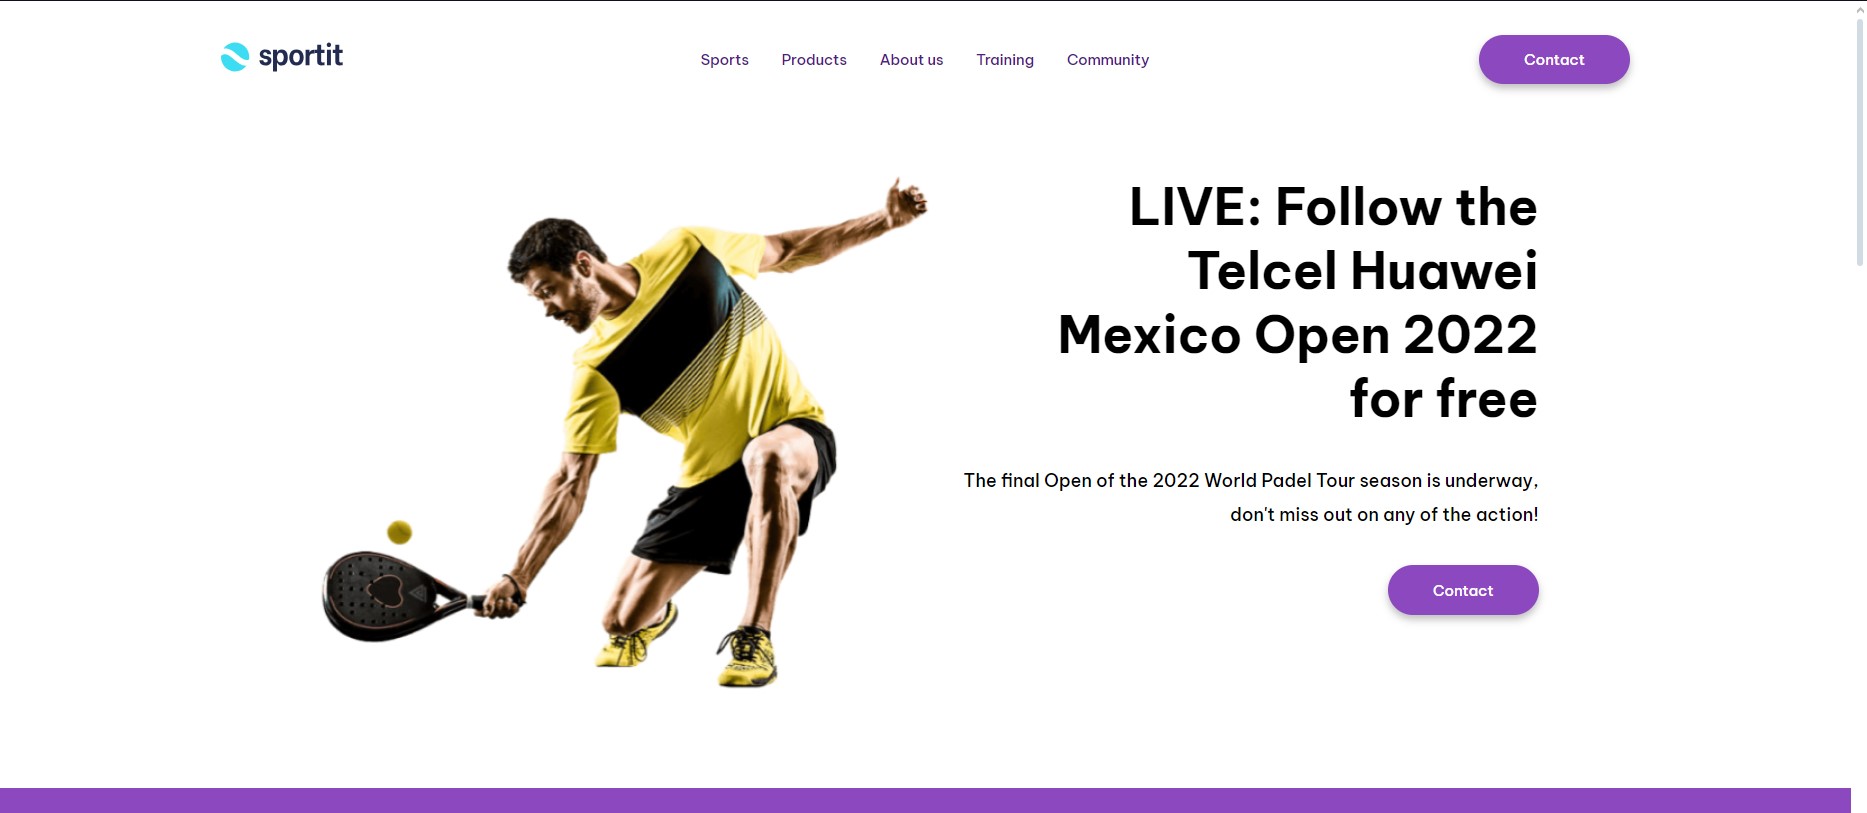 sportit
Sports
Products
About us
Training
Community
Contact
LIVE: Follow the
Telcel Huawei
Mexico Open 2022
for free
The final Open of the 2022 World Padel Tour season is underway,
don't miss out on any of the action!
Contact